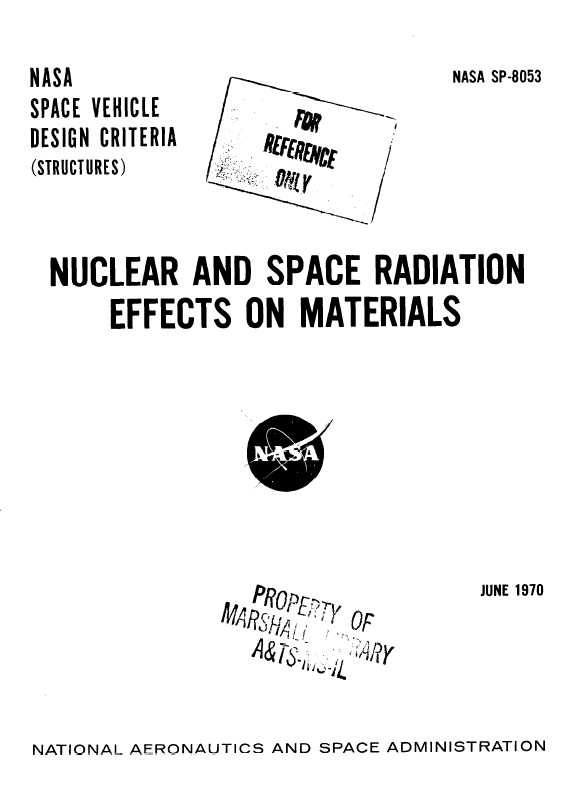 NASA
SPACE VEHICLE
DESIGN CRITERIA
(STRUCTURES)
NASA SP-8053
FOR
REFERENCE
ONLY
NUCLEAR AND SPACE RADIATION
EFFECTS ON MATERIALS
NASA
JUNE 1970
PROPERTY OF
MARSHALL LIBRARY
A&TS-MS-IL
NATIONAL AERONAUTICS AND SPACE ADMINISTRATION